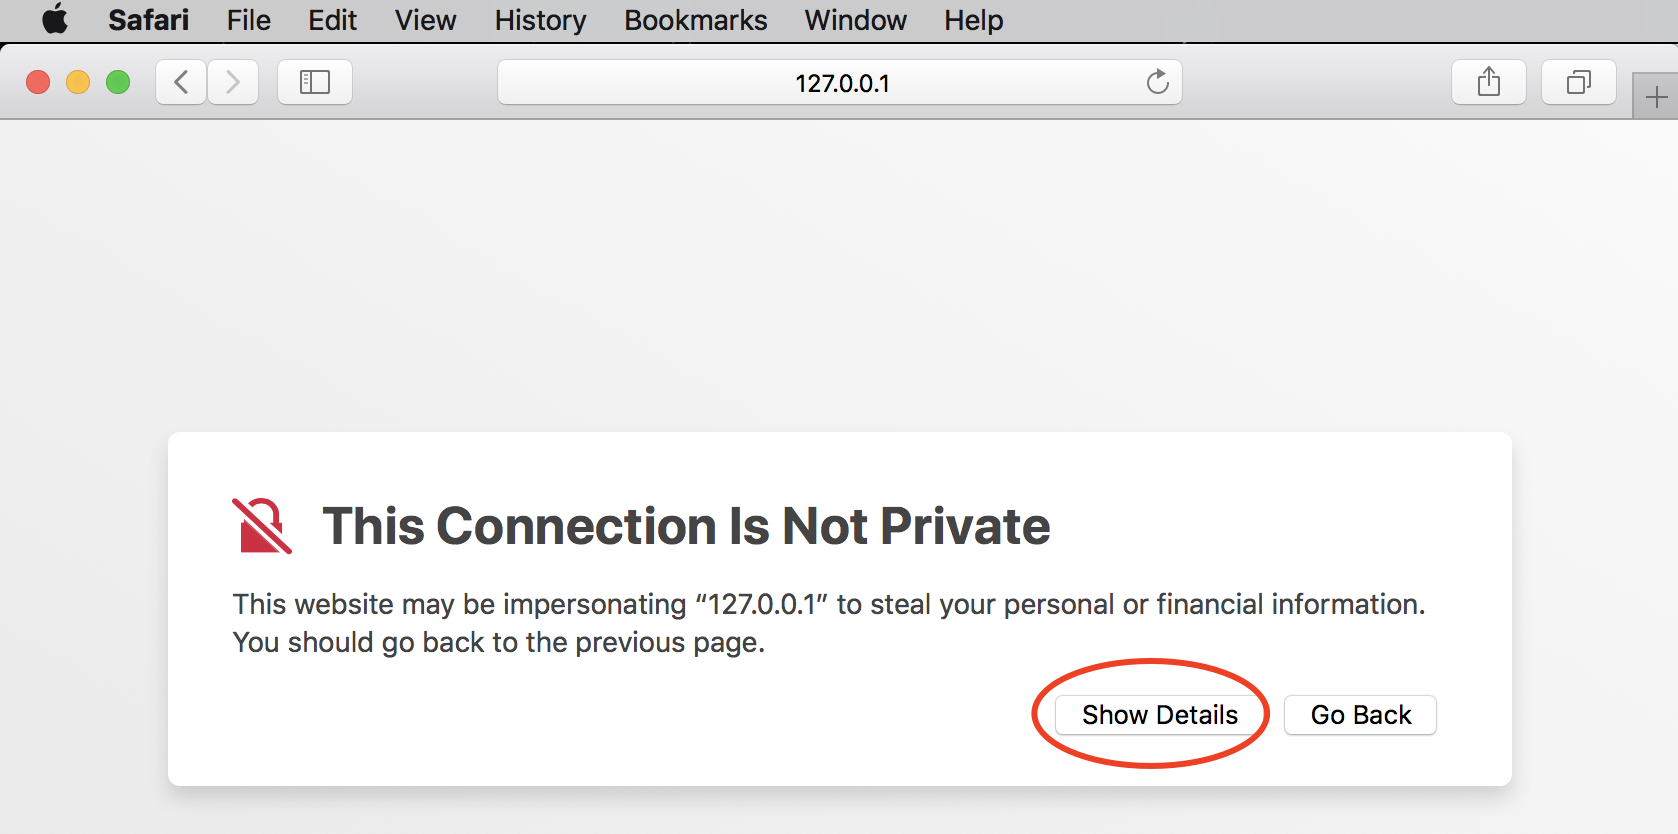 Safari File Edit View History Bookmarks Window Help
127.0.0.1
This Connection Is Not Private
This website may be impersonating “127.0.0.1” to steal your personal or financial information.
You should go back to the previous page.
Show Details Go Back